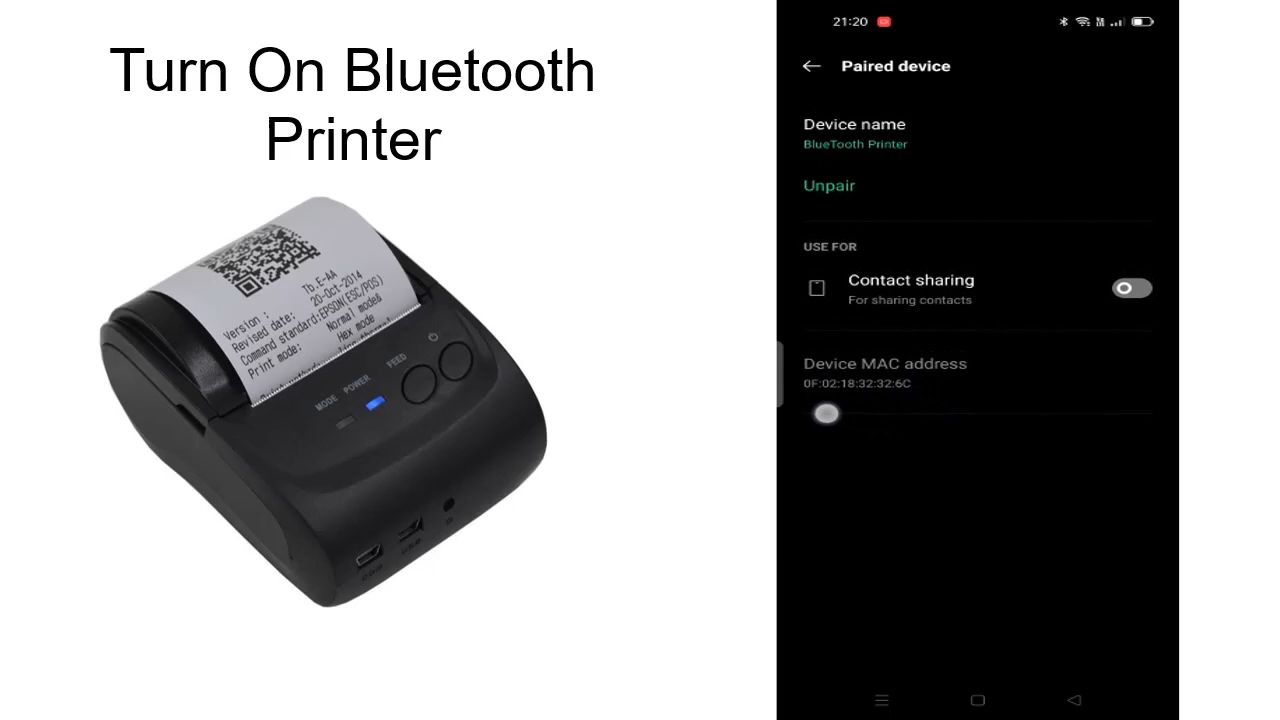 Turn On Bluetooth
Printer
Tb.E-AA
Version :
20-Oct-2014
Revised date:
Command standard:EPSON(ESC/POS)
Normal mode&
Print mode:
Hex mode
MODE
POWER
FEED
21:20
Paired device
Device name
BlueTooth Printer
Unpair
USE FOR
Contact sharing
For sharing contacts
Device MAC address
0F:02:18:32:32:6C